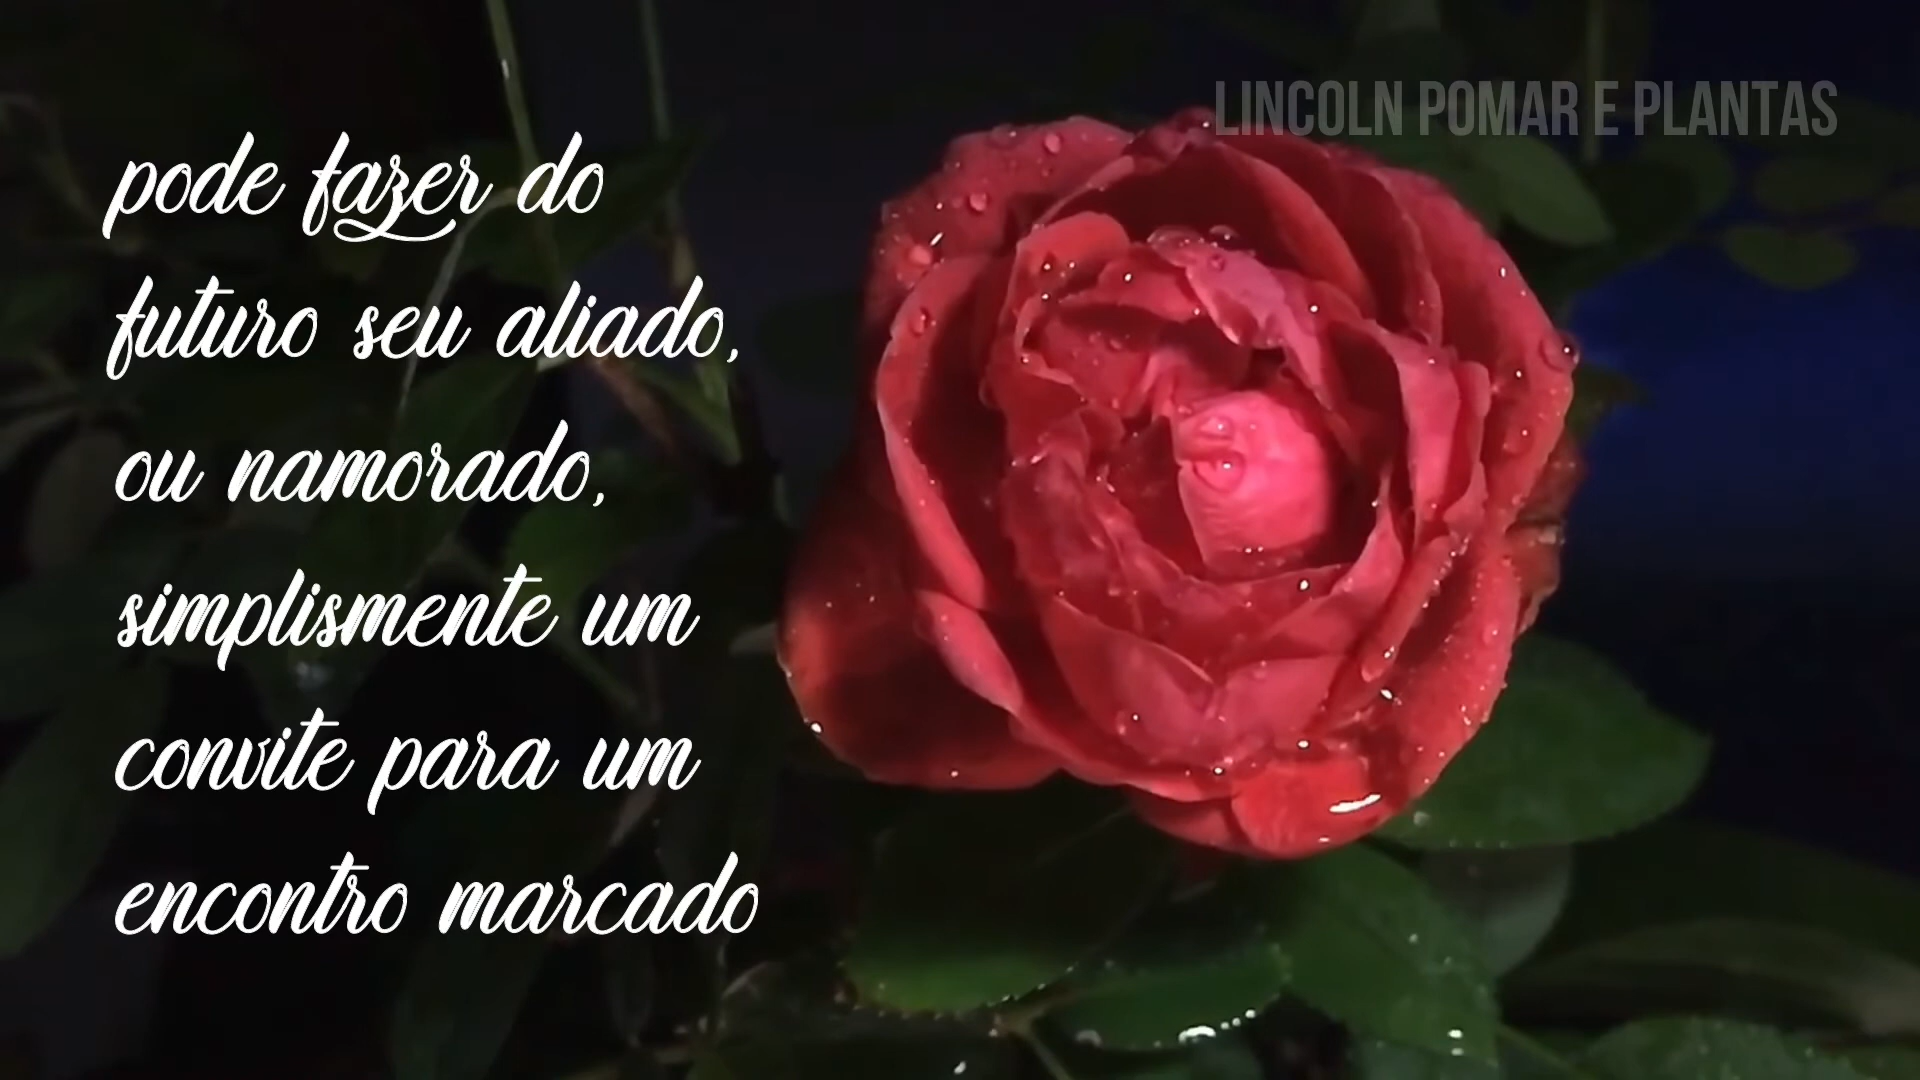 LINCOLN POMAR E PLANTAS
pode fazer do
futuro seu aliado,
ou namorado,
simplismente um
convite para um
encontro marcado